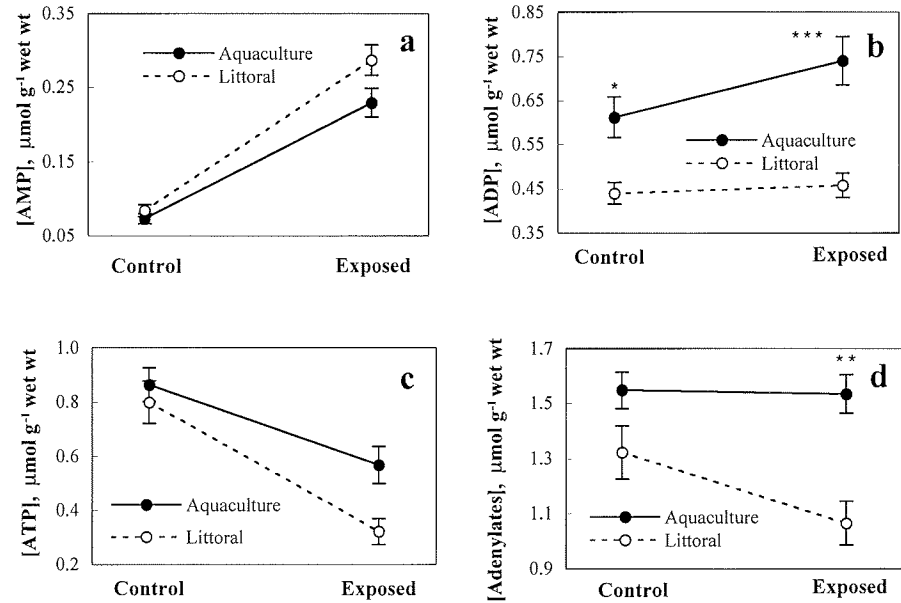 0.35
0.25
0.15
0.05
[AMP], µmol g⁻¹ wet wt
Aquaculture
Littoral
a
Control
Exposed
0.85
0.75
0.65
0.55
0.45
0.35
[ADP], µmol g⁻¹ wet wt
*
***
b
Aquaculture
Littoral
Control
Exposed
1.0
0.8
0.6
0.4
0.2
[ATP], µmol g⁻¹ wet wt
c
Aquaculture
Littoral
Control
Exposed
1.7
1.5
1.3
1.1
0.9
[Adenylates], µmol g⁻¹ wet wt
**
d
Aquaculture
Littoral
Control
Exposed